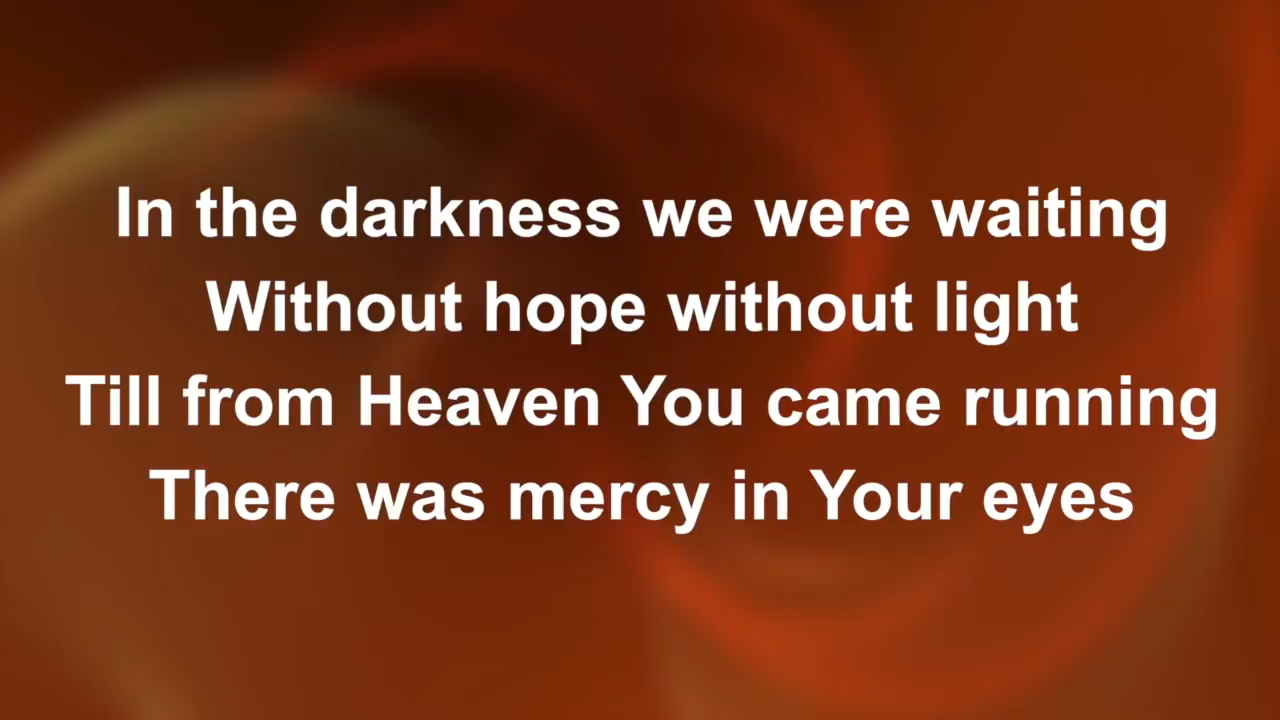 In the darkness we were waiting
Without hope without light
Till from Heaven You came running
There was mercy in Your eyes